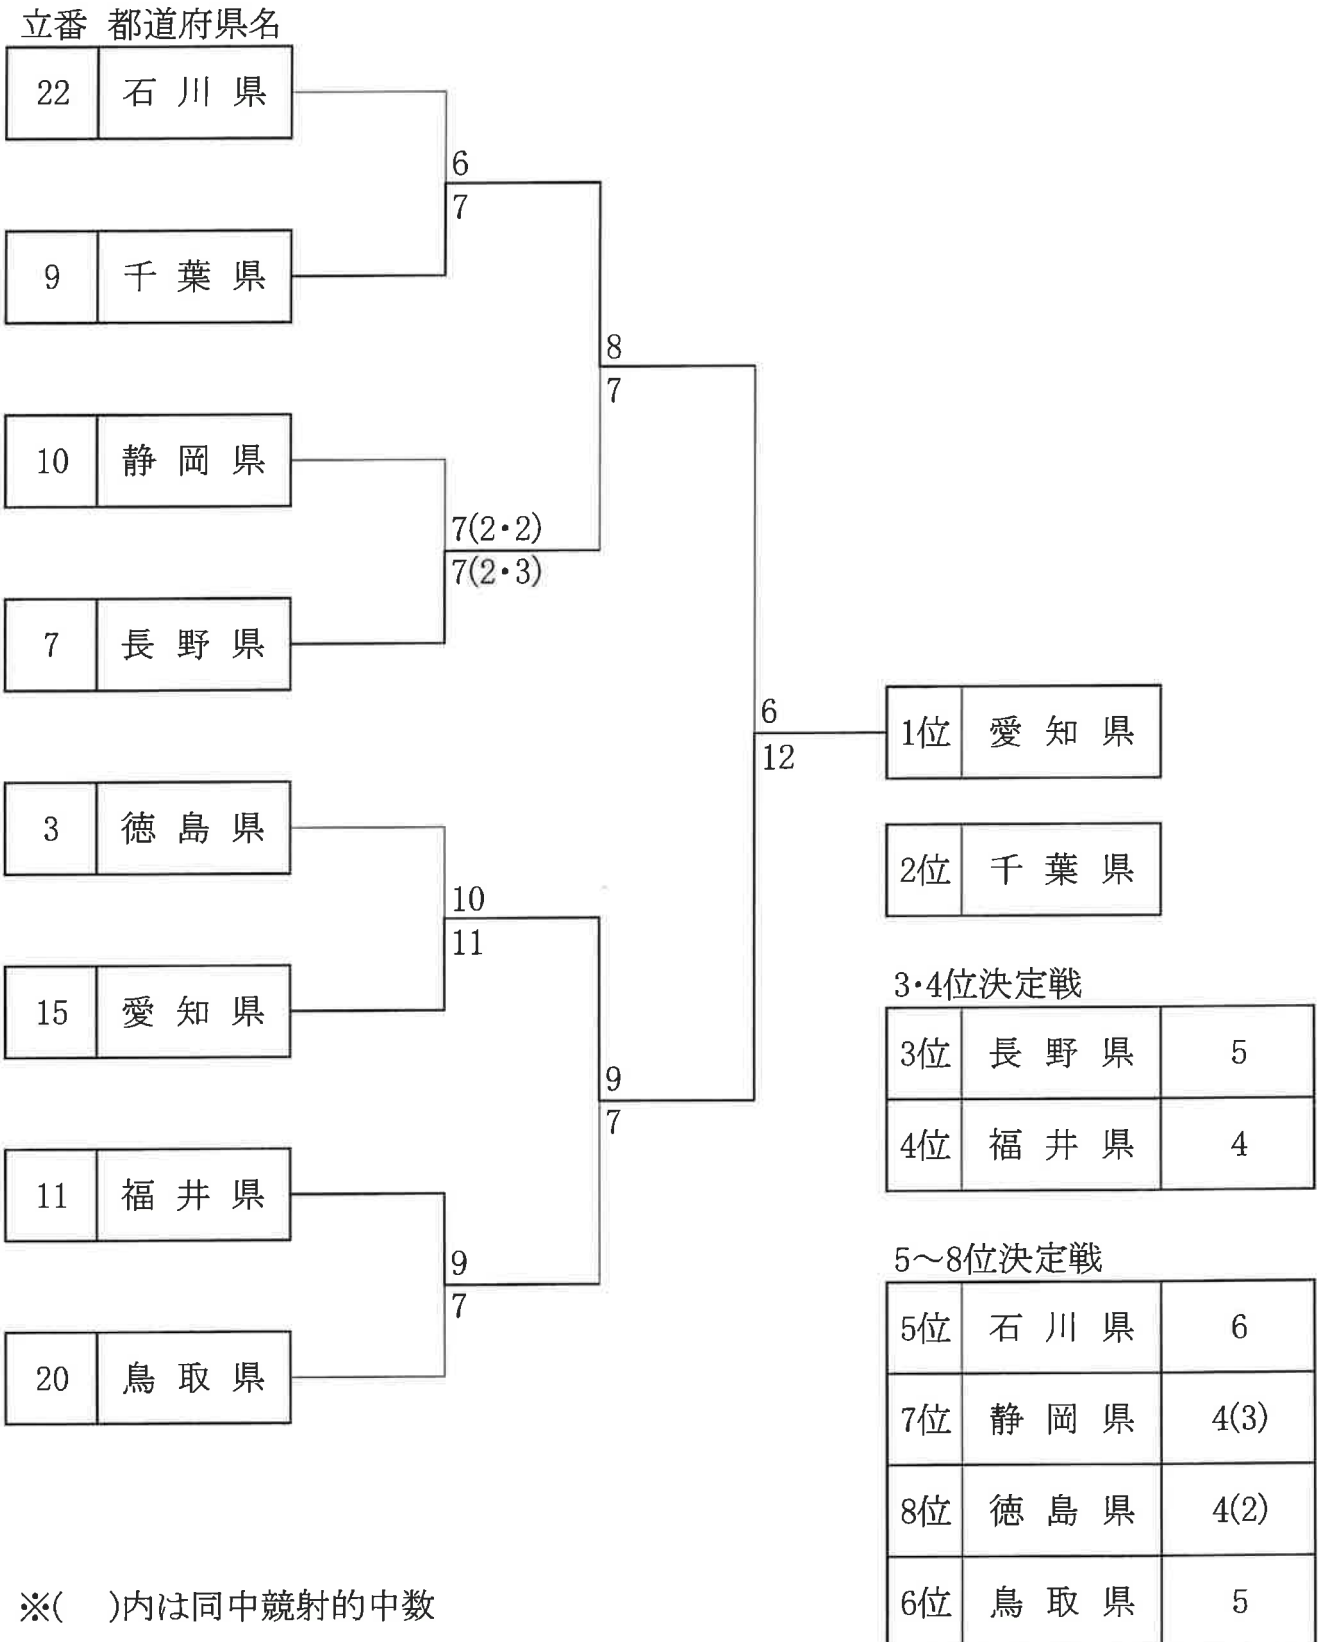 立番 都道府県名
22 石川県
6
7
9 千葉県
8
7
10 静岡県
7(2・2)
7(2・3)
7 長野県
6
12
1位 愛知県
2位 千葉県
3 徳島県
10
11
15 愛知県
9
7
11 福井県
9
7
20 鳥取県
3・4位決定戦
3位 長野県 5
4位 福井県 4
5〜8位決定戦
5位 石川県 6
7位 静岡県 4(3)
8位 徳島県 4(2)
6位 鳥取県 5
※( )内は同中競射的中数